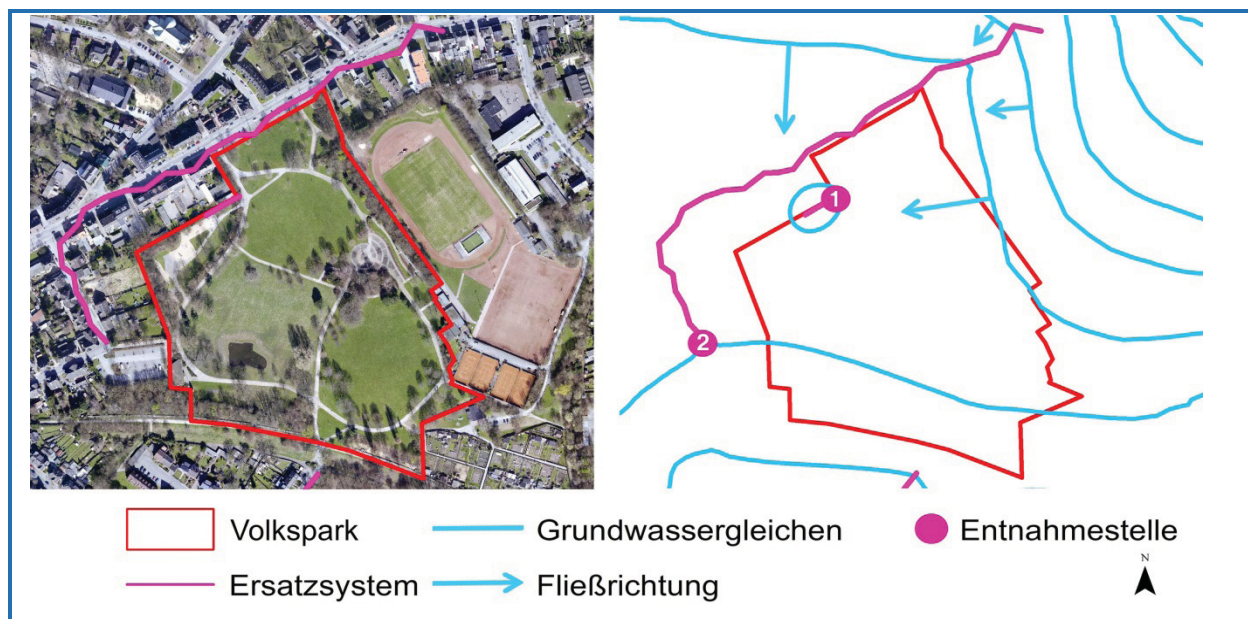 1
2
Volkspark
Grundwassergleichen
Entnahmestelle
Ersatzsystem
Fließrichtung
N